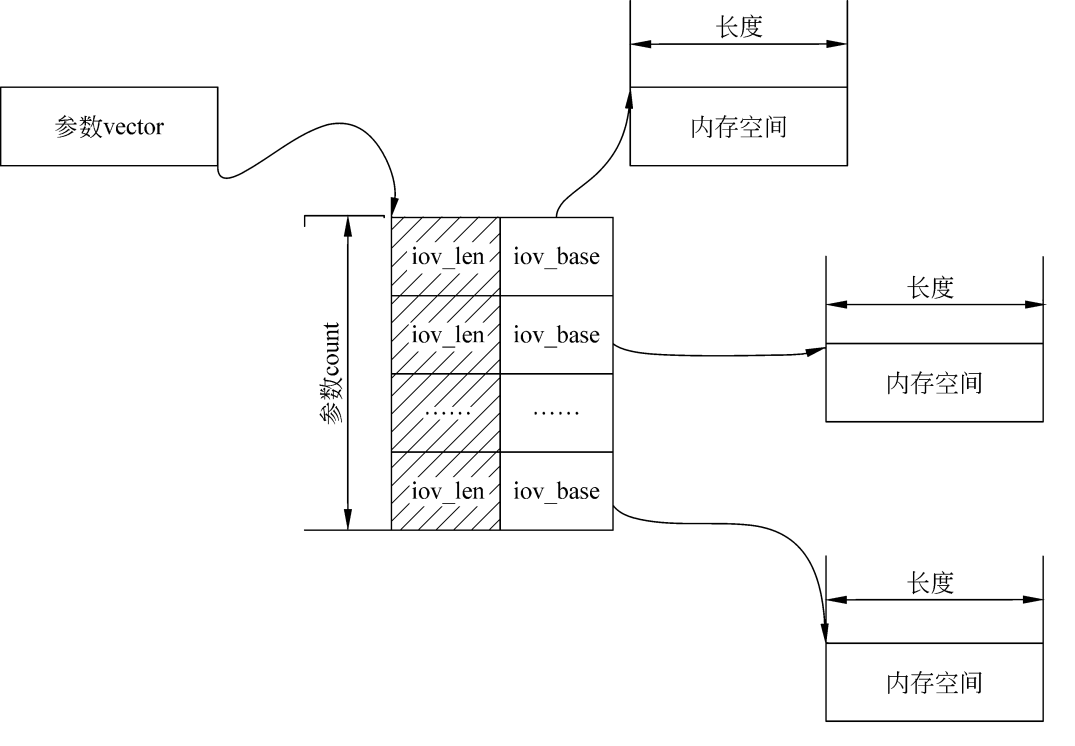 长度
参数vector
内存空间
iov_len
iov_base
长度
参数count
iov_len
iov_base
内存空间
……
……
iov_len
iov_base
长度
内存空间